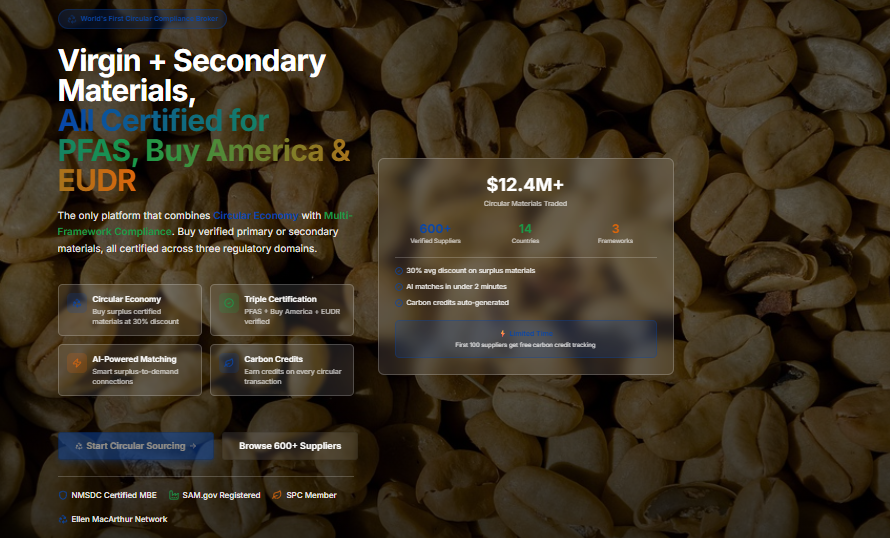 World's First Circular Compliance
Virgin + Secondary
Materials,
All Certified for
PFAS, Buy America &
EUDR
The only platform that combines Circular Economy with Multi-
Framework Compliance. Buy verified primary or secondary
materials, all certified across three regulatory domains.
Circular Economy
Buy surplus certified
materials at 30% discount
Triple Certification
PFAS + Buy America + EUDR
verified
AI-Powered Matching
Smart surplus-to-demand
connections
Carbon Credits
Earn credits on every circular
transaction
Start Circular Sourcing →
Browse 600+ Suppliers
NMSDC Certified MBE
SAM.gov Registered
SPC Member
Ellen MacArthur Network
$12.4M+
Circular Materials Traded
600+
Verified Suppliers
14
Countries
3
Frameworks
30% avg discount on surplus materials
AI matches in under 2 minutes
Carbon credits auto-generated
Limited
First 100 suppliers get free carbon credit tracking